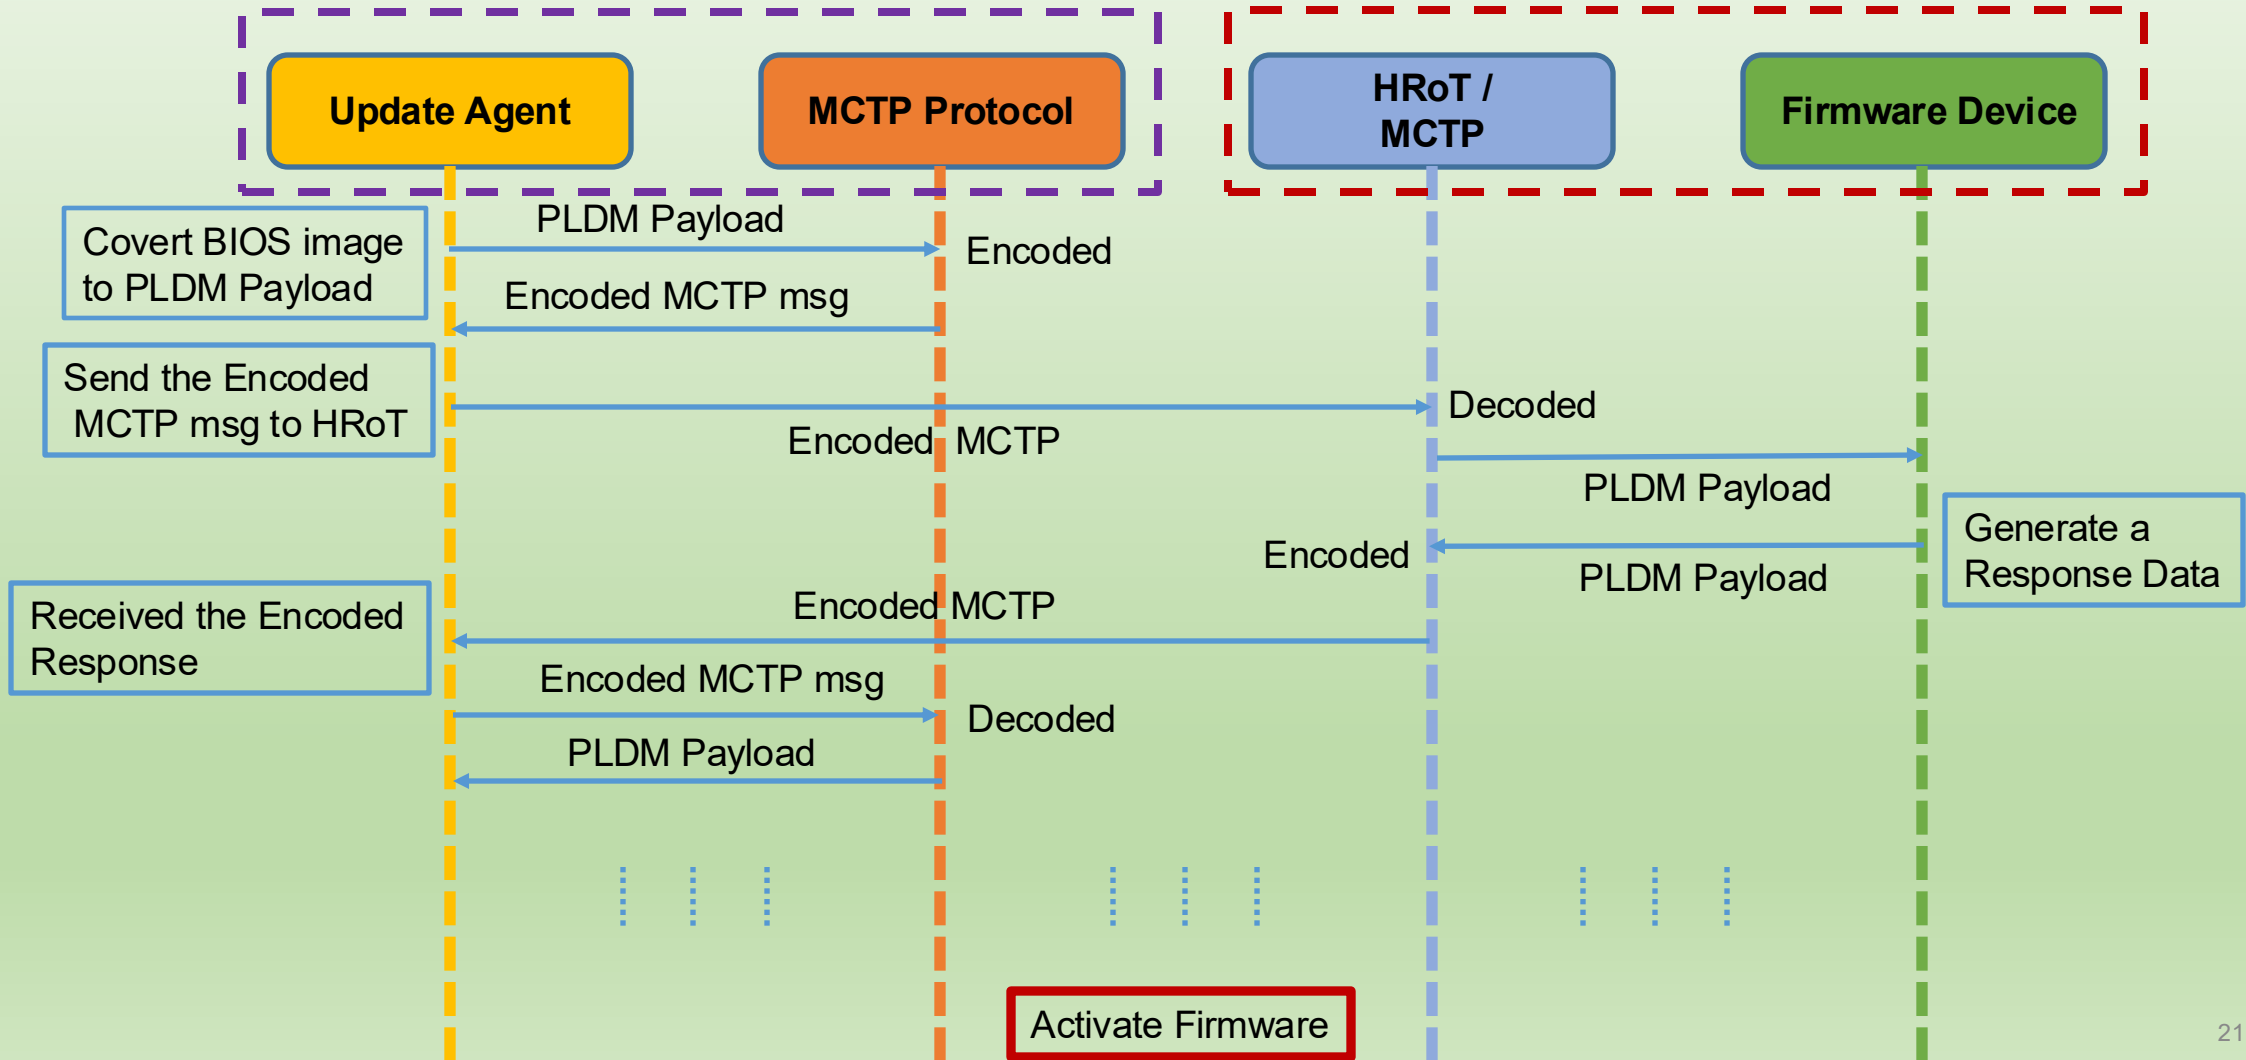 Update Agent
MCTP Protocol
HRoT /
MCTP
Firmware Device
Covert BIOS image
to PLDM Payload
PLDM Payload
Encoded
Encoded MCTP msg
Send the Encoded
MCTP msg to HRoT
Encoded MCTP
Decoded
PLDM Payload
Generate a
Response Data
Encoded
PLDM Payload
Received the Encoded
Response
Encoded MCTP
Encoded MCTP msg
Decoded
PLDM Payload
Activate Firmware
21